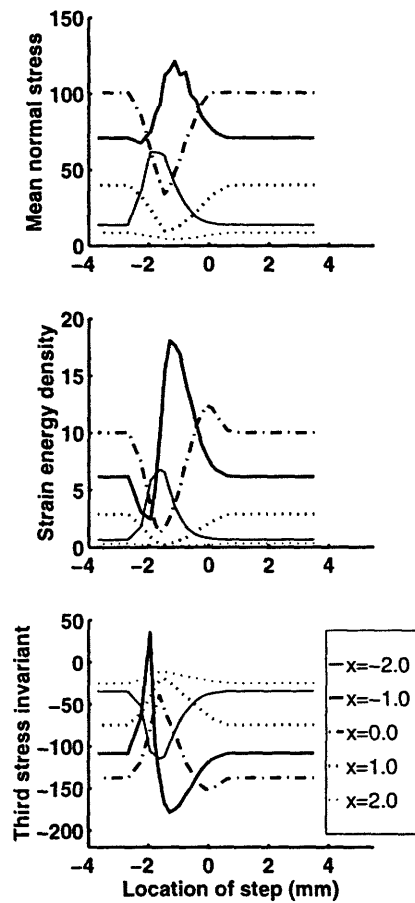 Mean normal stress
150
100
50
0
−4 −2 0 2 4
Strain energy density
20
15
10
5
0
−4 −2 0 2 4
Third stress invariant
50
0
−50
−100
−150
−200
−4 −2 0 2 4
Location of step (mm)
x=−2.0
x=−1.0
x=0.0
x=1.0
x=2.0